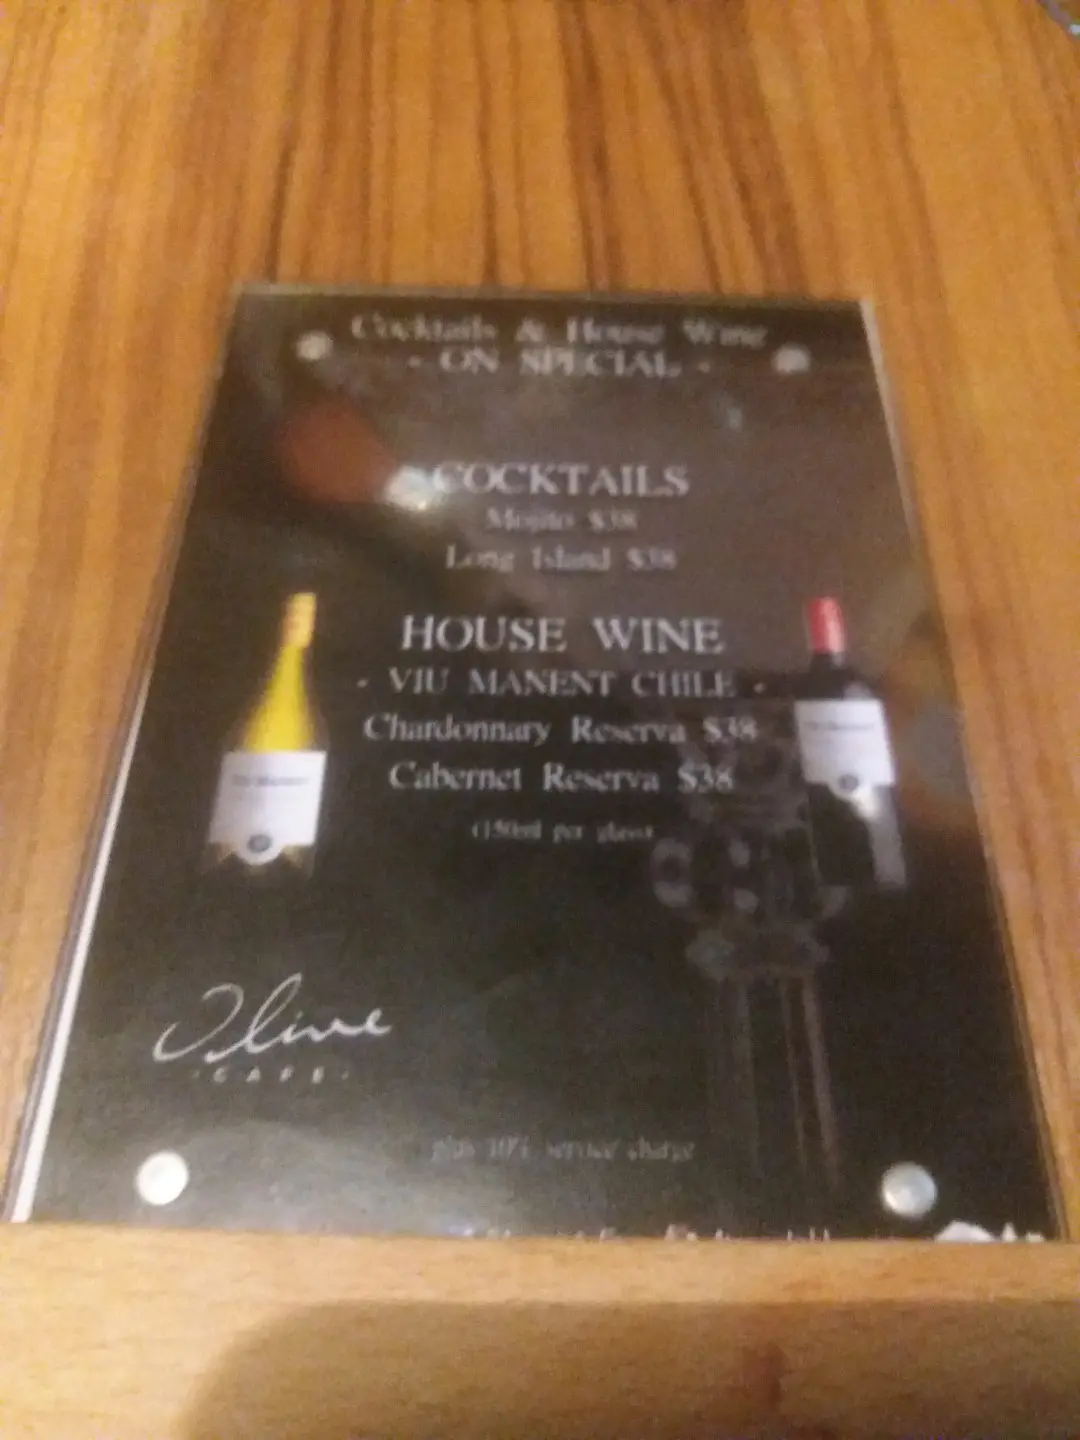 Cocktails & House Wine
- ON SPECIAL -
COCKTAILS
Mojito $38
Long Island $38
HOUSE WINE
- VIU MANENT CHILE -
Chardonnary Reserva $38
Cabernet Reserva $38
(150ml per glass)
Olive
CAFE
plus 10% service charge